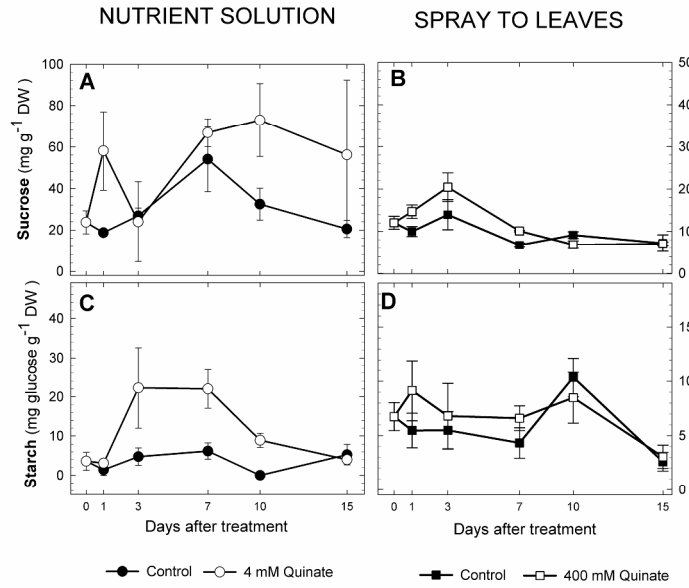 NUTRIENT SOLUTION
SPRAY TO LEAVES
A
B
Sucrose (mg g-1 DW )
100
80
60
40
20
0
50
40
30
20
10
0
C
D
Starch (mg glucose g-1 DW )
40
30
20
10
0
15
10
5
0
0 1 3 7 10 15
0 1 3 7 10 15
Days after treatment
Days after treatment
Control 4 mM Quinate
Control 400 mM Quinate